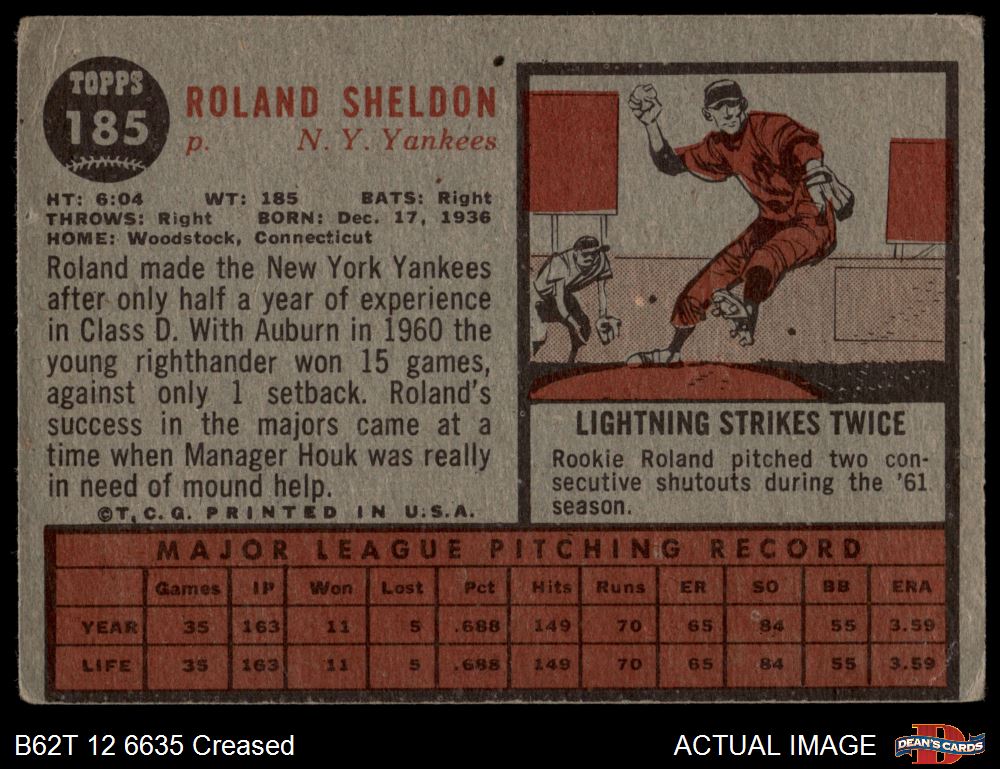 TOPPS
185
ROLAND SHELDON
p. N. Y. Yankees
HT: 6:04 WT: 185 BATS: Right
THROWS: Right BORN: Dec. 17, 1936
HOME: Woodstock, Connecticut
Roland made the New York Yankees
after only half a year of experience
in Class D. With Auburn in 1960 the
young righthander won 15 games,
against only 1 setback. Roland's
success in the majors came at a
time when Manager Houk was really
in need of mound help.
©T.C.G. PRINTED IN U.S.A.
LIGHTNING STRIKES TWICE
Rookie Roland pitched two con-
secutive shutouts during the '61
season.
MAJOR LEAGUE PITCHING RECORD
Games IP Won Lost Pct Hits Runs ER SO BB ERA
YEAR 35 163 11 5 .688 149 70 65 84 55 3.59
LIFE 35 163 11 5 .688 149 70 65 84 55 3.59
B62T 12 6635 Creased
ACTUAL IMAGE
DEAN'S CARDS